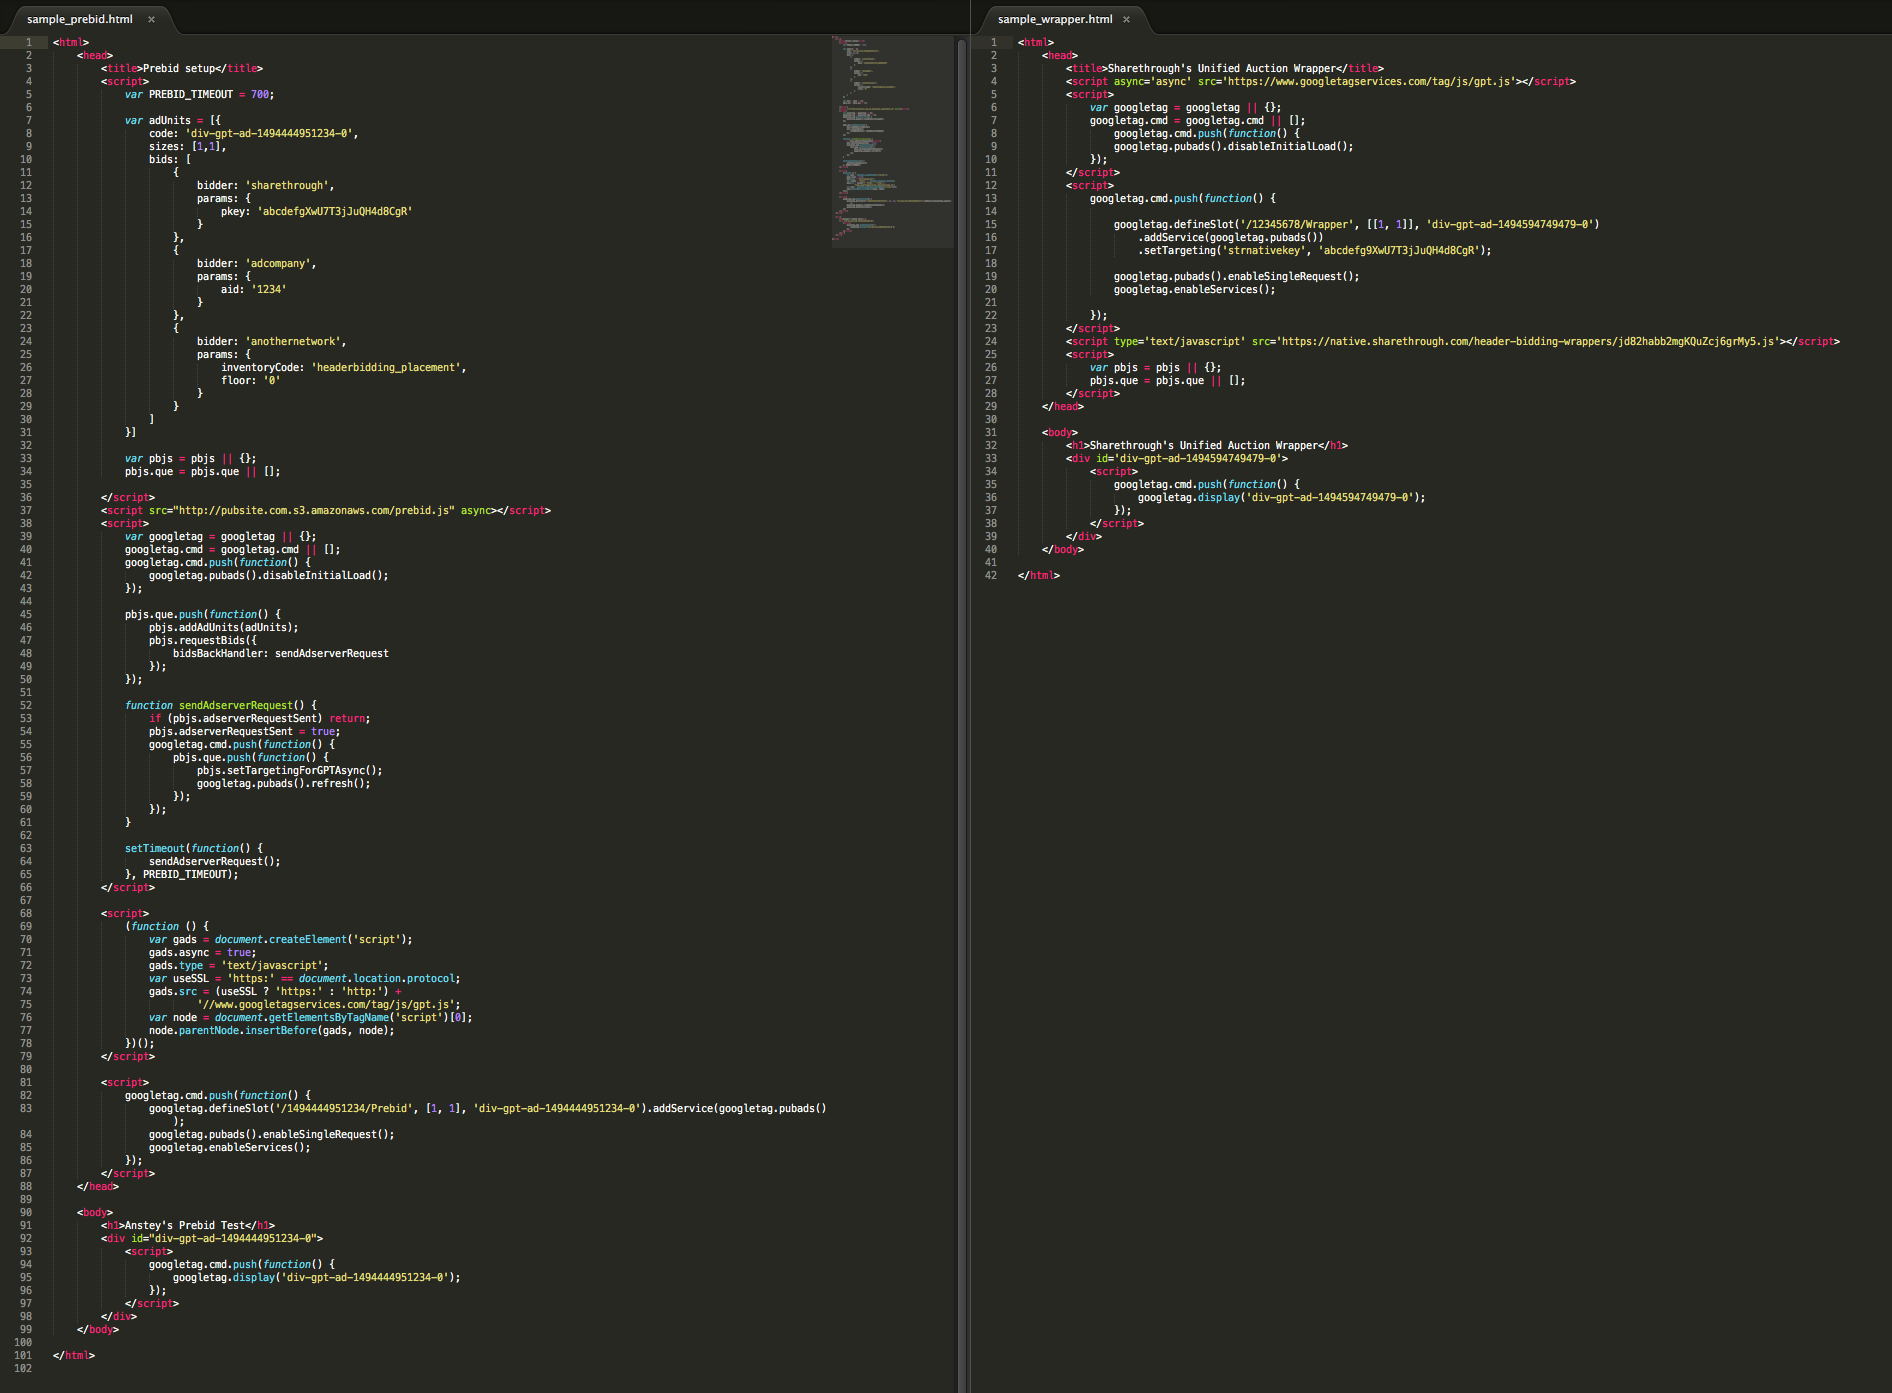 sample_prebid.html ×
1 <html>
2 <head>
3 <title>Prebid setup</title>
4 <script>
5 var PREBID_TIMEOUT = 700;
6
7 var adUnits = [{
8 code: 'div-gpt-ad-1494444951234-0',
9 sizes: [1,1],
10 bids: [
11 {
12 bidder: 'sharethrough',
13 params: {
14 pkey: 'abcdefgXwU7T3jJuQH4d8CgR'
15 }
16 },
17 {
18 bidder: 'adcompany',
19 params: {
20 aid: '1234'
21 }
22 },
23 {
24 bidder: 'anothernetwork',
25 params: {
26 inventoryCode: 'headerbidding_placement',
27 floor: '0'
28 }
29 }
30 ]
31 }]
32
33 var pbjs = pbjs || {};
34 pbjs.que = pbjs.que || [];
35
36 </script>
37 <script src="http://pubsite.com.s3.amazonaws.com/prebid.js" async></script>
38 <script>
39 var googletag = googletag || {};
40 googletag.cmd = googletag.cmd || [];
41 googletag.cmd.push(function() {
42 googletag.pubads().disableInitialLoad();
43 });
44
45 pbjs.que.push(function() {
46 pbjs.addAdUnits(adUnits);
47 pbjs.requestBids({
48 bidsBackHandler: sendAdserverRequest
49 });
50 });
51
52 function sendAdserverRequest() {
53 if (pbjs.adserverRequestSent) return;
54 pbjs.adserverRequestSent = true;
55 googletag.cmd.push(function() {
56 pbjs.que.push(function() {
57 pbjs.setTargetingForGPTAsync();
58 googletag.pubads().refresh();
59 });
60 });
61 }
62
63 setTimeout(function() {
64 sendAdserverRequest();
65 }, PREBID_TIMEOUT);
66 </script>
67
68 <script>
69 (function () {
70 var gads = document.createElement('script');
71 gads.async = true;
72 gads.type = 'text/javascript';
73 var useSSL = 'https:' == document.location.protocol;
74 gads.src = (useSSL ? 'https:' : 'http:') +
75 '//www.googletagservices.com/tag/js/gpt.js';
76 var node = document.getElementsByTagName('script')[0];
77 node.parentNode.insertBefore(gads, node);
78 })();
79 </script>
80
81 <script>
82 googletag.cmd.push(function() {
83 googletag.defineSlot('/1494444951234/Prebid', [1, 1], 'div-gpt-ad-1494444951234-0').addService(googletag.pubads()
);
84 googletag.pubads().enableSingleRequest();
85 googletag.enableServices();
86 });
87 </script>
88 </head>
89
90 <body>
91 <h1>Anstey's Prebid Test</h1>
92 <div id="div-gpt-ad-1494444951234-0">
93 <script>
94 googletag.cmd.push(function() {
95 googletag.display('div-gpt-ad-1494444951234-0');
96 });
97 </script>
98 </div>
99 </body>
100
101 </html>
102
sample_wrapper.html ×
1 <html>
2 <head>
3 <title>Sharethrough's Unified Auction Wrapper</title>
4 <script async='async' src='https://www.googletagservices.com/tag/js/gpt.js'></script>
5 <script>
6 var googletag = googletag || {};
7 googletag.cmd = googletag.cmd || [];
8 googletag.cmd.push(function() {
9 googletag.pubads().disableInitialLoad();
10 });
11 </script>
12 <script>
13 googletag.cmd.push(function() {
14
15 googletag.defineSlot('/12345678/Wrapper', [[1, 1]], 'div-gpt-ad-1494594749479-0')
16 .addService(googletag.pubads())
17 .setTargeting('strnativekey', 'abcdefg9XwU7T3jJuQH4d8CgR');
18
19 googletag.pubads().enableSingleRequest();
20 googletag.enableServices();
21
22 });
23 </script>
24 <script type='text/javascript' src='https://native.sharethrough.com/header-bidding-wrappers/jd82habb2mgKQuZcj6grMy5.js'></script>
25 <script>
26 var pbjs = pbjs || {};
27 pbjs.que = pbjs.que || [];
28 </script>
29 </head>
30
31 <body>
32 <h1>Sharethrough's Unified Auction Wrapper</h1>
33 <div id='div-gpt-ad-1494594749479-0'>
34 <script>
35 googletag.cmd.push(function() {
36 googletag.display('div-gpt-ad-1494594749479-0');
37 });
38 </script>
39 </div>
40 </body>
41
42 </html>